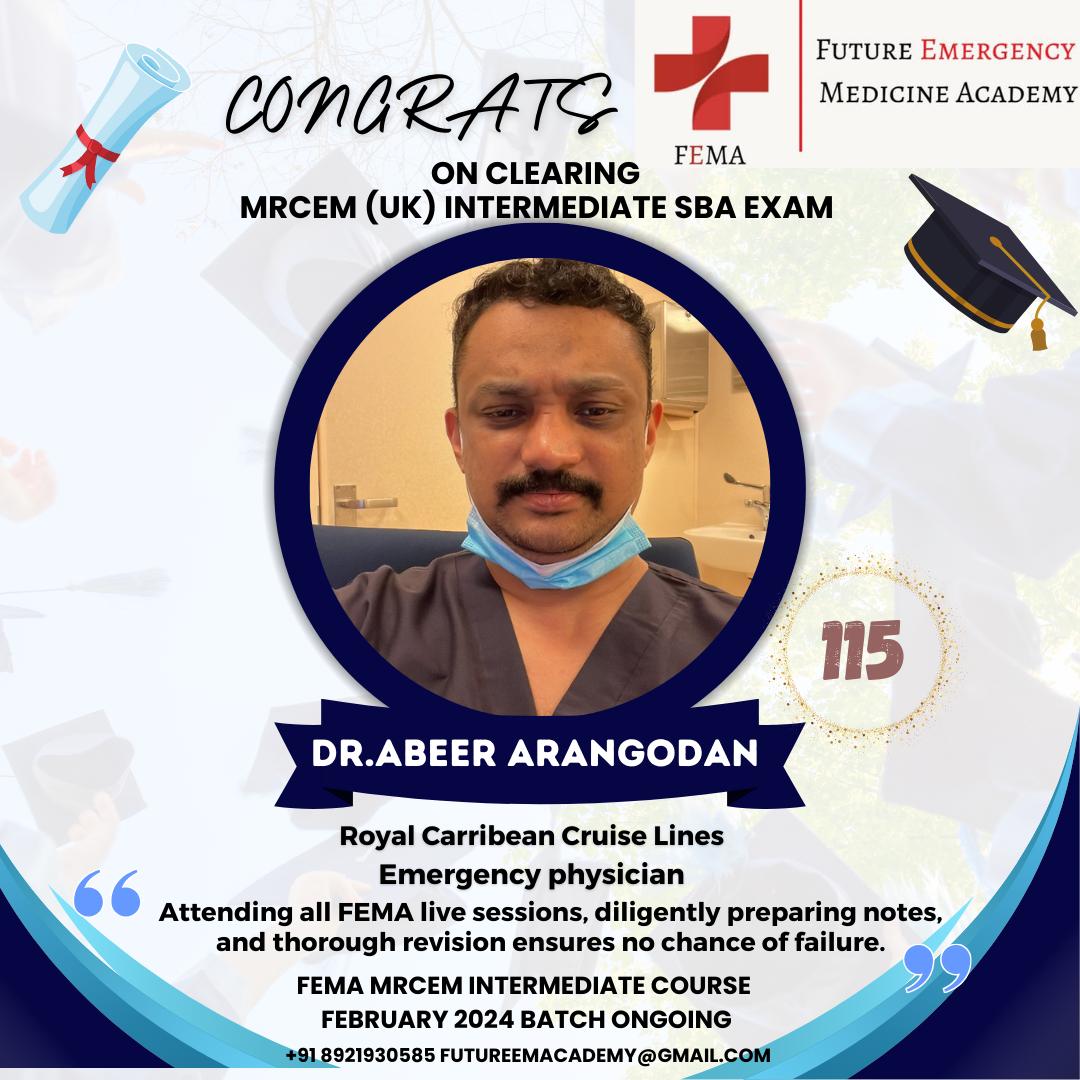 CONGRATS
FEMA
FUTURE EMERGENCY
MEDICINE ACADEMY
ON CLEARING
MRCEM (UK) INTERMEDIATE SBA EXAM
115
DR.ABEER ARANGODAN
Royal Carribean Cruise Lines
Emergency physician
“ Attending all FEMA live sessions, diligently preparing notes,
and thorough revision ensures no chance of failure. ”
FEMA MRCEM INTERMEDIATE COURSE
FEBRUARY 2024 BATCH ONGOING
+91 8921930585 FUTUREEMACADEMY@GMAIL.COM